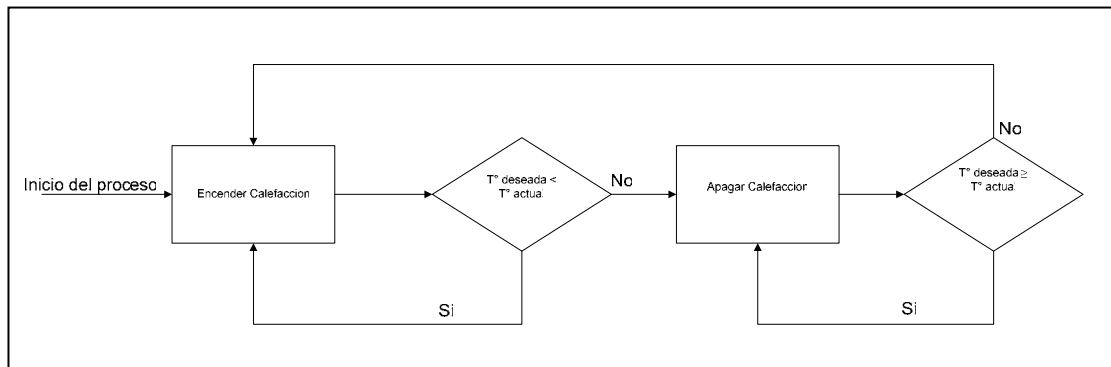 No
Inicio del proceso
Encender Calefaccion
T° deseada <
T° actual
No
Apagar Calefaccion
T° deseada ≥
T° actual
Si
Si